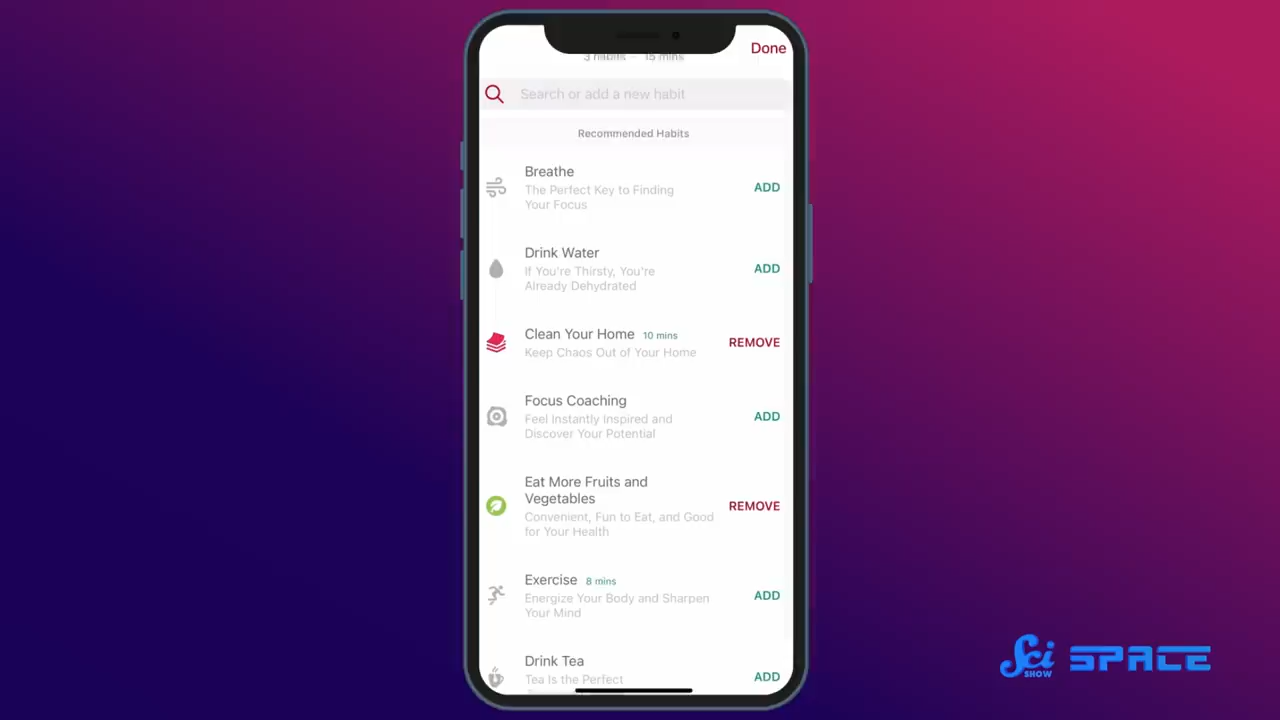 Done
3 habits – 15 mins
Search or add a new habit
Recommended Habits
Breathe
The Perfect Key to Finding
Your Focus
ADD
Drink Water
If You're Thirsty, You're
Already Dehydrated
ADD
Clean Your Home 10 mins
Keep Chaos Out of Your Home
REMOVE
Focus Coaching
Feel Instantly Inspired and
Discover Your Potential
ADD
Eat More Fruits and
Vegetables
Convenient, Fun to Eat, and Good
for Your Health
REMOVE
Exercise 8 mins
Energize Your Body and Sharpen
Your Mind
ADD
Drink Tea
Tea Is the Perfect
ADD
Sci
SHOW
SPACE